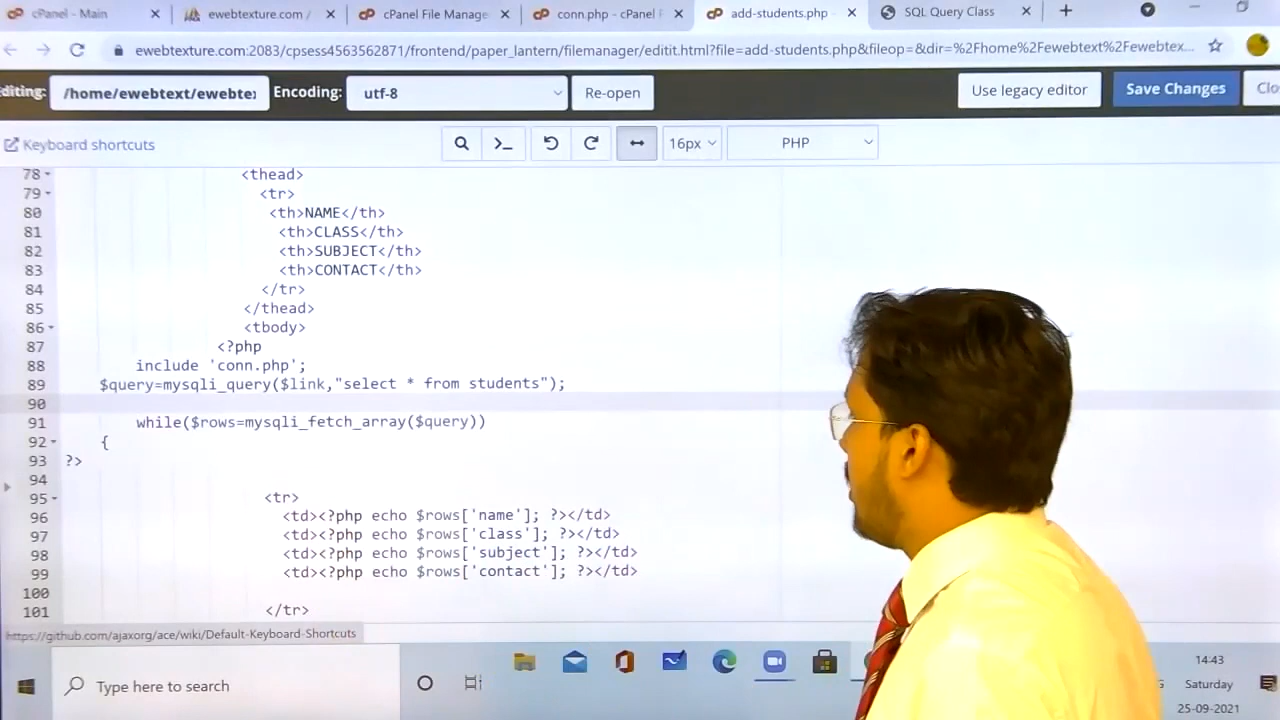 cPanel - Main
ewebtexture.com /
cPanel File Manage
conn.php - cPanel F
add-students.php -
SQL Query Class
ewebtexture.com:2083/cpsess4563562871/frontend/paper_lantern/filemanager/editit.html?file=add-students.php&fileop=&dir=%2Fhome%2Fewebtext%2Fewebtex...
diting: /home/ewebtext/ewebte: Encoding: utf-8 Re-open Use legacy editor Save Changes Clo
Keyboard shortcuts 16px PHP
78 <thead>
79 <tr>
80 <th>NAME</th>
81 <th>CLASS</th>
82 <th>SUBJECT</th>
83 <th>CONTACT</th>
84 </tr>
85 </thead>
86 <tbody>
87 <?php
88 include 'conn.php';
89 $query=mysqli_query($link,"select * from students");
90
91 while($rows=mysqli_fetch_array($query))
92 {
93 ?>
94
95 <tr>
96 <td><?php echo $rows['name']; ?></td>
97 <td><?php echo $rows['class']; ?></td>
98 <td><?php echo $rows['subject']; ?></td>
99 <td><?php echo $rows['contact']; ?></td>
100
101 </tr>
https://github.com/ajaxorg/ace/wiki/Default-Keyboard-Shortcuts
Type here to search
14:43
Saturday
25-09-2021